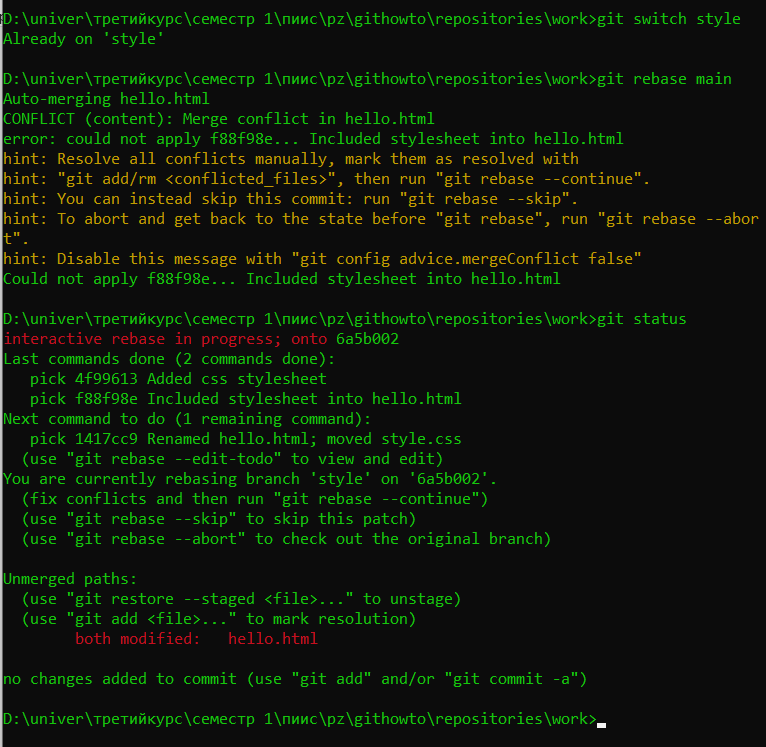 D:\univer\третийкурс\семестр 1\пиис\pz\githowto\repositories\work>git switch style
Already on 'style'
D:\univer\третийкурс\семестр 1\пиис\pz\githowto\repositories\work>git rebase main
Auto-merging hello.html
CONFLICT (content): Merge conflict in hello.html
error: could not apply f88f98e... Included stylesheet into hello.html
hint: Resolve all conflicts manually, mark them as resolved with
hint: "git add/rm <conflicted_files>", then run "git rebase --continue".
hint: You can instead skip this commit: run "git rebase --skip".
hint: To abort and get back to the state before "git rebase", run "git rebase --abor
t".
hint: Disable this message with "git config advice.mergeConflict false"
Could not apply f88f98e... Included stylesheet into hello.html
D:\univer\третийкурс\семестр 1\пиис\pz\githowto\repositories\work>git status
interactive rebase in progress; onto 6a5b002
Last commands done (2 commands done):
   pick 4f99613 Added css stylesheet
   pick f88f98e Included stylesheet into hello.html
Next command to do (1 remaining command):
   pick 1417cc9 Renamed hello.html; moved style.css
  (use "git rebase --edit-todo" to view and edit)
You are currently rebasing branch 'style' on '6a5b002'.
  (fix conflicts and then run "git rebase --continue")
  (use "git rebase --skip" to skip this patch)
  (use "git rebase --abort" to check out the original branch)
Unmerged paths:
  (use "git restore --staged <file>..." to unstage)
  (use "git add <file>..." to mark resolution)
        both modified:   hello.html
no changes added to commit (use "git add" and/or "git commit -a")
D:\univer\третийкурс\семестр 1\пиис\pz\githowto\repositories\work>